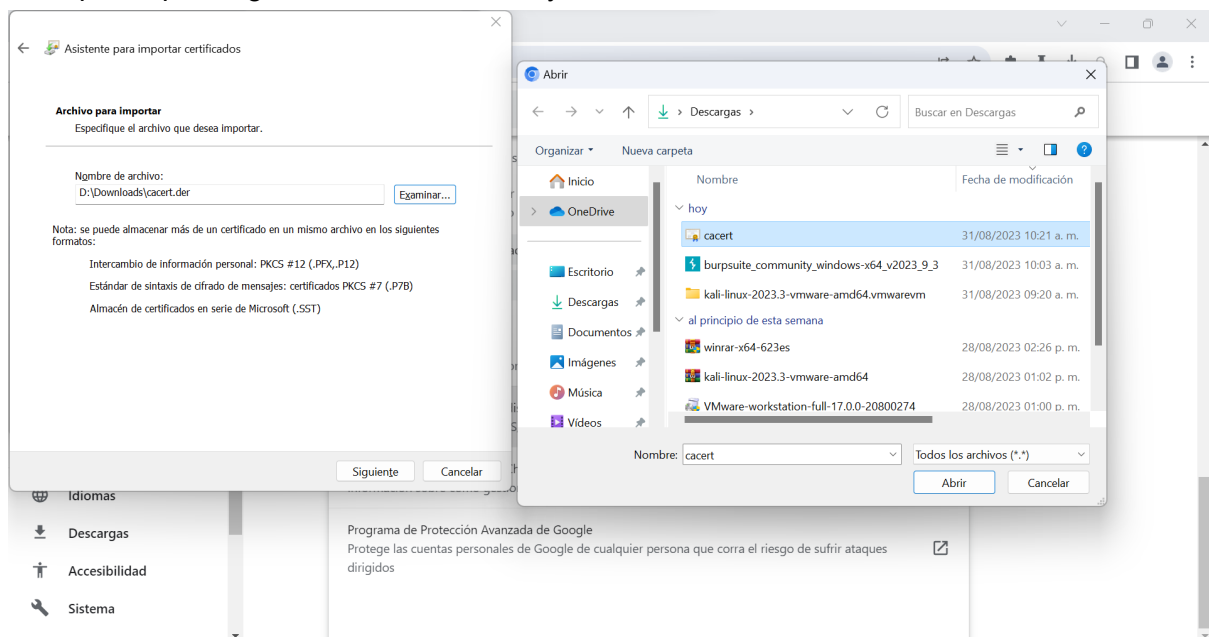 Asistente para importar certificados
Archivo para importar
Especifique el archivo que desea importar.
Nombre de archivo:
D:\Downloads\cacert.der
Examinar...
Nota: se puede almacenar más de un certificado en un mismo archivo en los siguientes
formatos:
Intercambio de información personal: PKCS #12 (.PFX,.P12)
Estándar de sintaxis de cifrado de mensajes: certificados PKCS #7 (.P7B)
Almacén de certificados en serie de Microsoft (.SST)
Siguiente
Cancelar
Abrir
Descargas
Buscar en Descargas
Organizar
Nueva carpeta
Inicio
OneDrive
Escritorio
Descargas
Documentos
Imágenes
Música
Vídeos
Nombre
Fecha de modificación
hoy
cacert 31/08/2023 10:21 a. m.
burpsuite_community_windows-x64_v2023_9_3 31/08/2023 10:03 a. m.
kali-linux-2023.3-vmware-amd64.vmwarevm 31/08/2023 09:20 a. m.
al principio de esta semana
winrar-x64-623es 28/08/2023 02:26 p. m.
kali-linux-2023.3-vmware-amd64 28/08/2023 01:02 p. m.
VMware-workstation-full-17.0.0-20800274 28/08/2023 01:00 p. m.
Nombre: cacert
Todos los archivos (*.*)
Abrir
Cancelar
Idiomas
Descargas
Accesibilidad
Sistema
Programa de Protección Avanzada de Google
Protege las cuentas personales de Google de cualquier persona que corra el riesgo de sufrir ataques
dirigidos